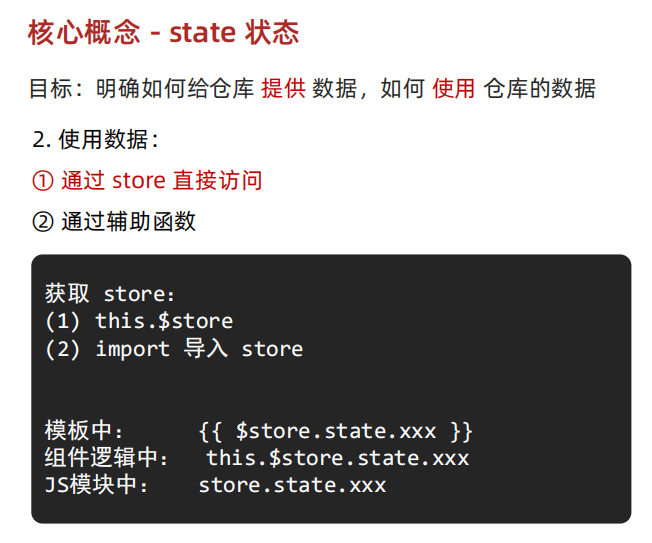 核心概念 - state 状态
目标：明确如何给仓库 提供 数据，如何 使用 仓库的数据
2. 使用数据：
① 通过 store 直接访问
② 通过辅助函数
获取 store：
(1) this.$store
(2) import 导入 store
模板中： {{ $store.state.xxx }}
组件逻辑中： this.$store.state.xxx
JS模块中： store.state.xxx